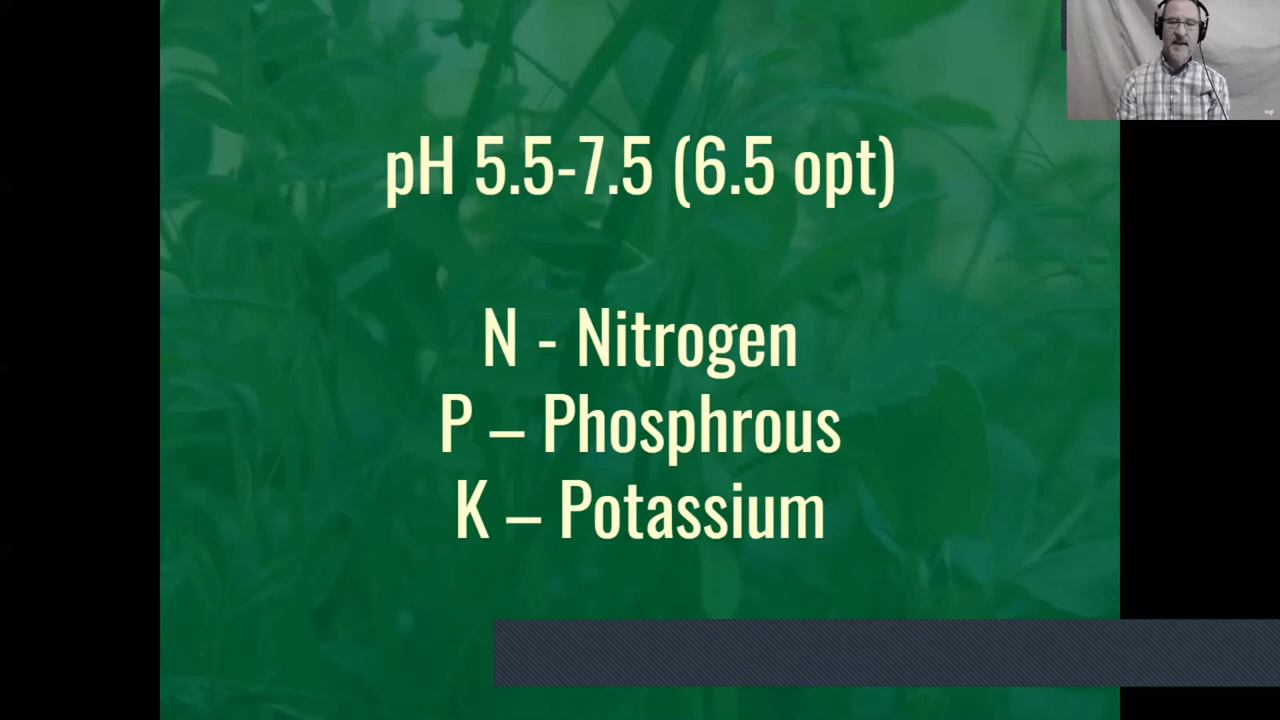 pH 5.5-7.5 (6.5 opt)
N - Nitrogen
P – Phosphrous
K – Potassium